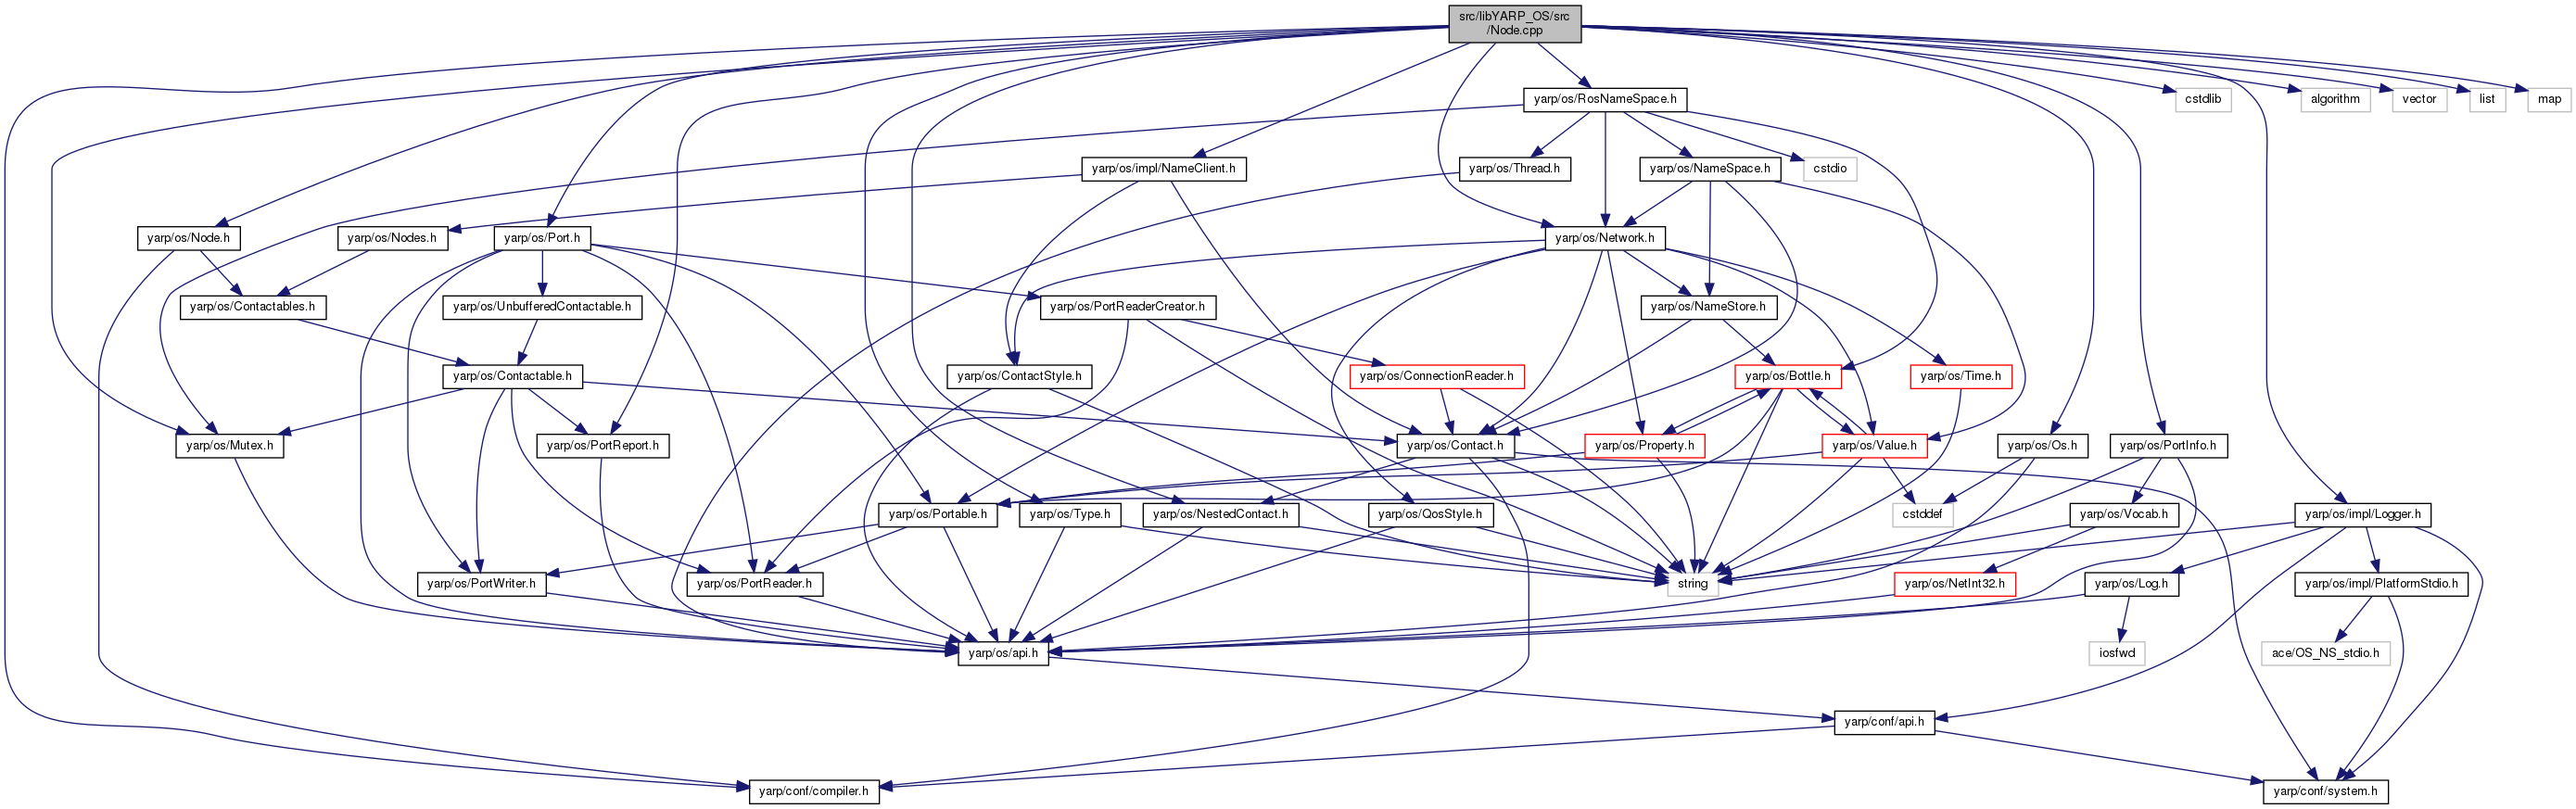 src/libYARP_OS/src
/Node.cpp
yarp/os/RosNameSpace.h
cstdlib
algorithm
vector
list
map
yarp/os/impl/NameClient.h
yarp/os/Thread.h
yarp/os/NameSpace.h
cstdio
yarp/os/Node.h
yarp/os/Nodes.h
yarp/os/Port.h
yarp/os/Network.h
yarp/os/Contactables.h
yarp/os/UnbufferedContactable.h
yarp/os/PortReaderCreator.h
yarp/os/NameStore.h
yarp/os/Contactable.h
yarp/os/ContactStyle.h
yarp/os/ConnectionReader.h
yarp/os/Bottle.h
yarp/os/Time.h
yarp/os/Mutex.h
yarp/os/PortReport.h
yarp/os/Contact.h
yarp/os/Property.h
yarp/os/Value.h
yarp/os/Os.h
yarp/os/PortInfo.h
yarp/os/Portable.h
yarp/os/Type.h
yarp/os/NestedContact.h
yarp/os/QosStyle.h
cstddef
yarp/os/Vocab.h
yarp/os/impl/Logger.h
yarp/os/PortWriter.h
yarp/os/PortReader.h
string
yarp/os/NetInt32.h
yarp/os/Log.h
yarp/os/impl/PlatformStdio.h
yarp/os/api.h
iosfwd
ace/OS_NS_stdio.h
yarp/conf/api.h
yarp/conf/compiler.h
yarp/conf/system.h